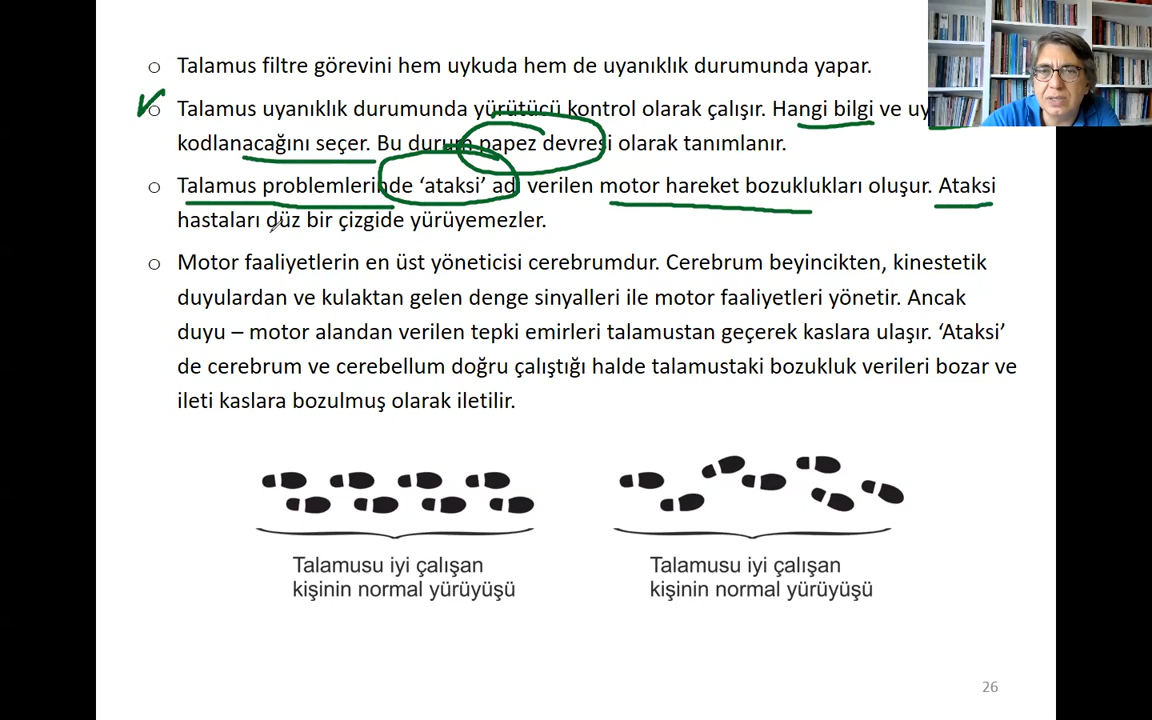 Talamus filtre görevini hem uykuda hem de uyanıklık durumunda yapar.
Talamus uyanıklık durumunda yürütücü kontrol olarak çalışır. Hangi bilgi ve
kodlanacağını seçer. Bu durum papez devresi olarak tanımlanır.
Talamus problemlerinde ‘ataksi’ adı verilen motor hareket bozuklukları oluşur. Ataksi
hastaları düz bir çizgide yürüyemezler.
Motor faaliyetlerin en üst yöneticisi cerebrumdur. Cerebrum beyincikten, kinestetik
duyulardan ve kulaktan gelen denge sinyalleri ile motor faaliyetleri yönetir. Ancak
duyu – motor alandan verilen tepki emirleri talamustan geçerek kaslara ulaşır. ‘Ataksi’
de cerebrum ve cerebellum doğru çalıştığı halde talamustaki bozukluk verileri bozar ve
ileti kaslara bozulmuş olarak iletilir.
Talamusu iyi çalışan
kişinin normal yürüyüşü
Talamusu iyi çalışan
kişinin normal yürüyüşü
26